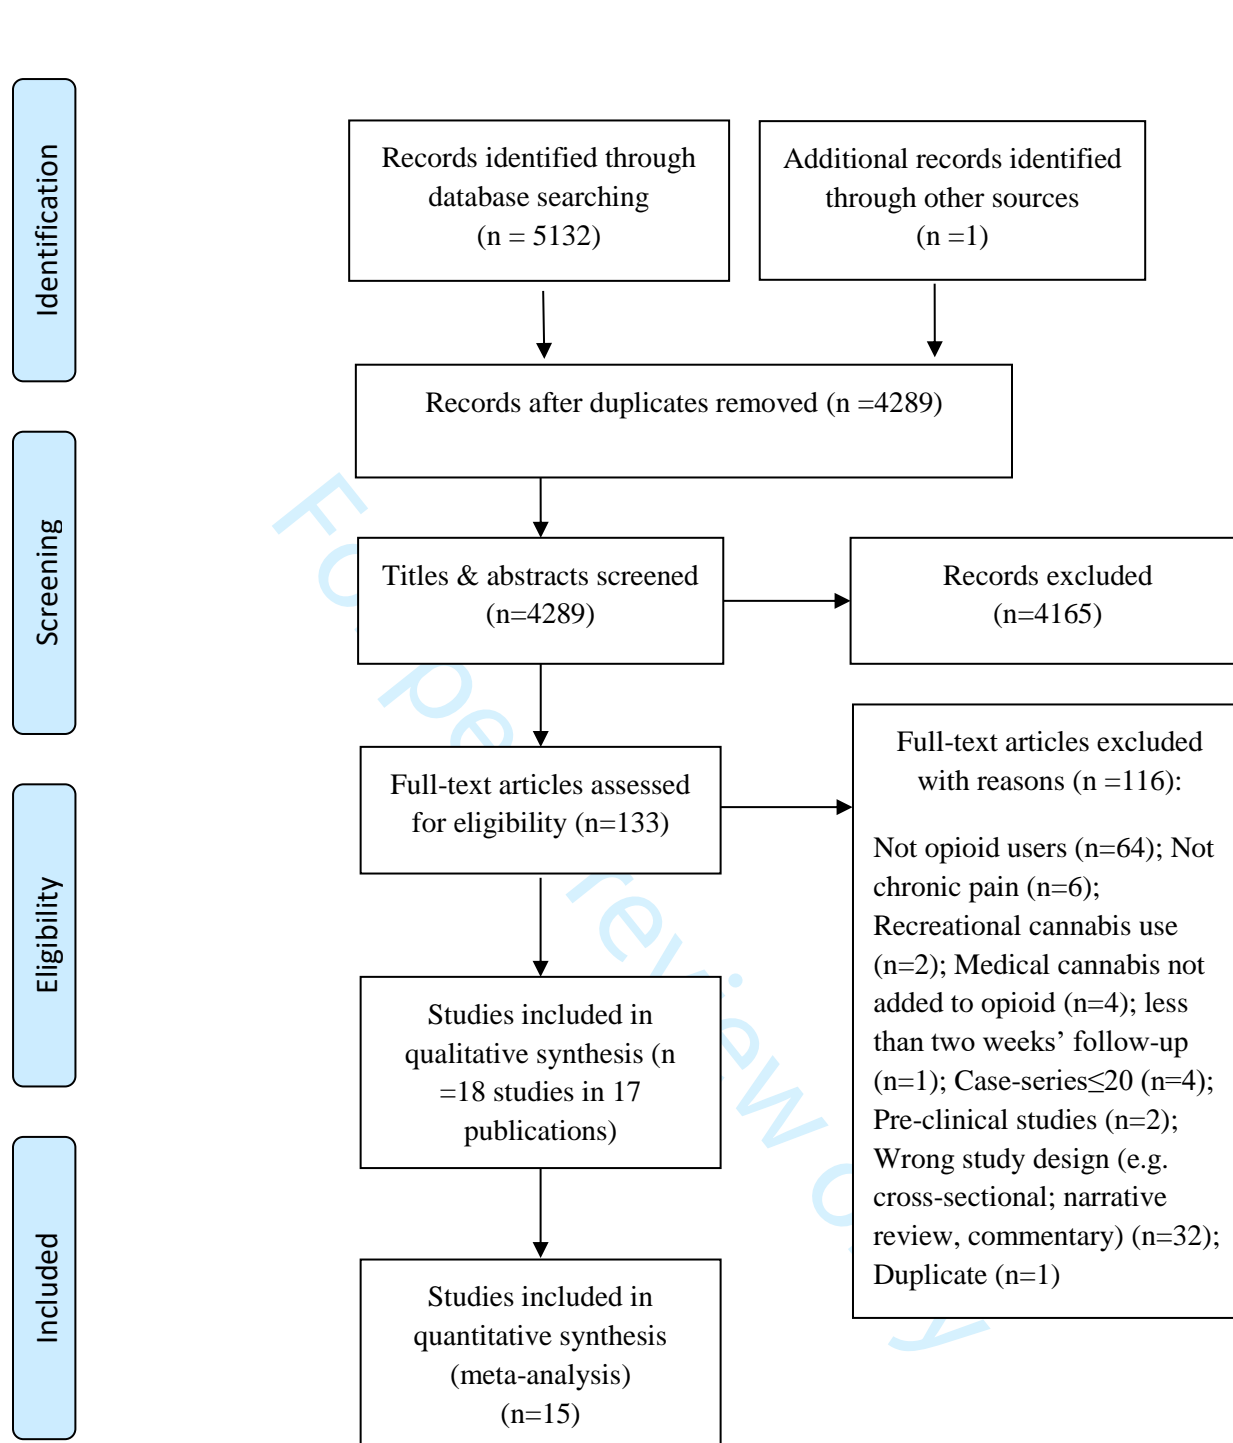 Identification
Records identified through
database searching
(n = 5132)
Additional records identified
through other sources
(n =1)
Records after duplicates removed (n =4289)
Screening
Titles & abstracts screened
(n=4289)
Records excluded
(n=4165)
Eligibility
Full-text articles assessed
for eligibility (n=133)
Full-text articles excluded
with reasons (n =116):
Not opioid users (n=64); Not
chronic pain (n=6);
Recreational cannabis use
(n=2); Medical cannabis not
added to opioid (n=4); less
than two weeks’ follow-up
(n=1); Case-series≤20 (n=4);
Pre-clinical studies (n=2);
Wrong study design (e.g.
cross-sectional; narrative
review, commentary) (n=32);
Duplicate (n=1)
Studies included in
qualitative synthesis (n
=18 studies in 17
publications)
Included
Studies included in
quantitative synthesis
(meta-analysis)
(n=15)